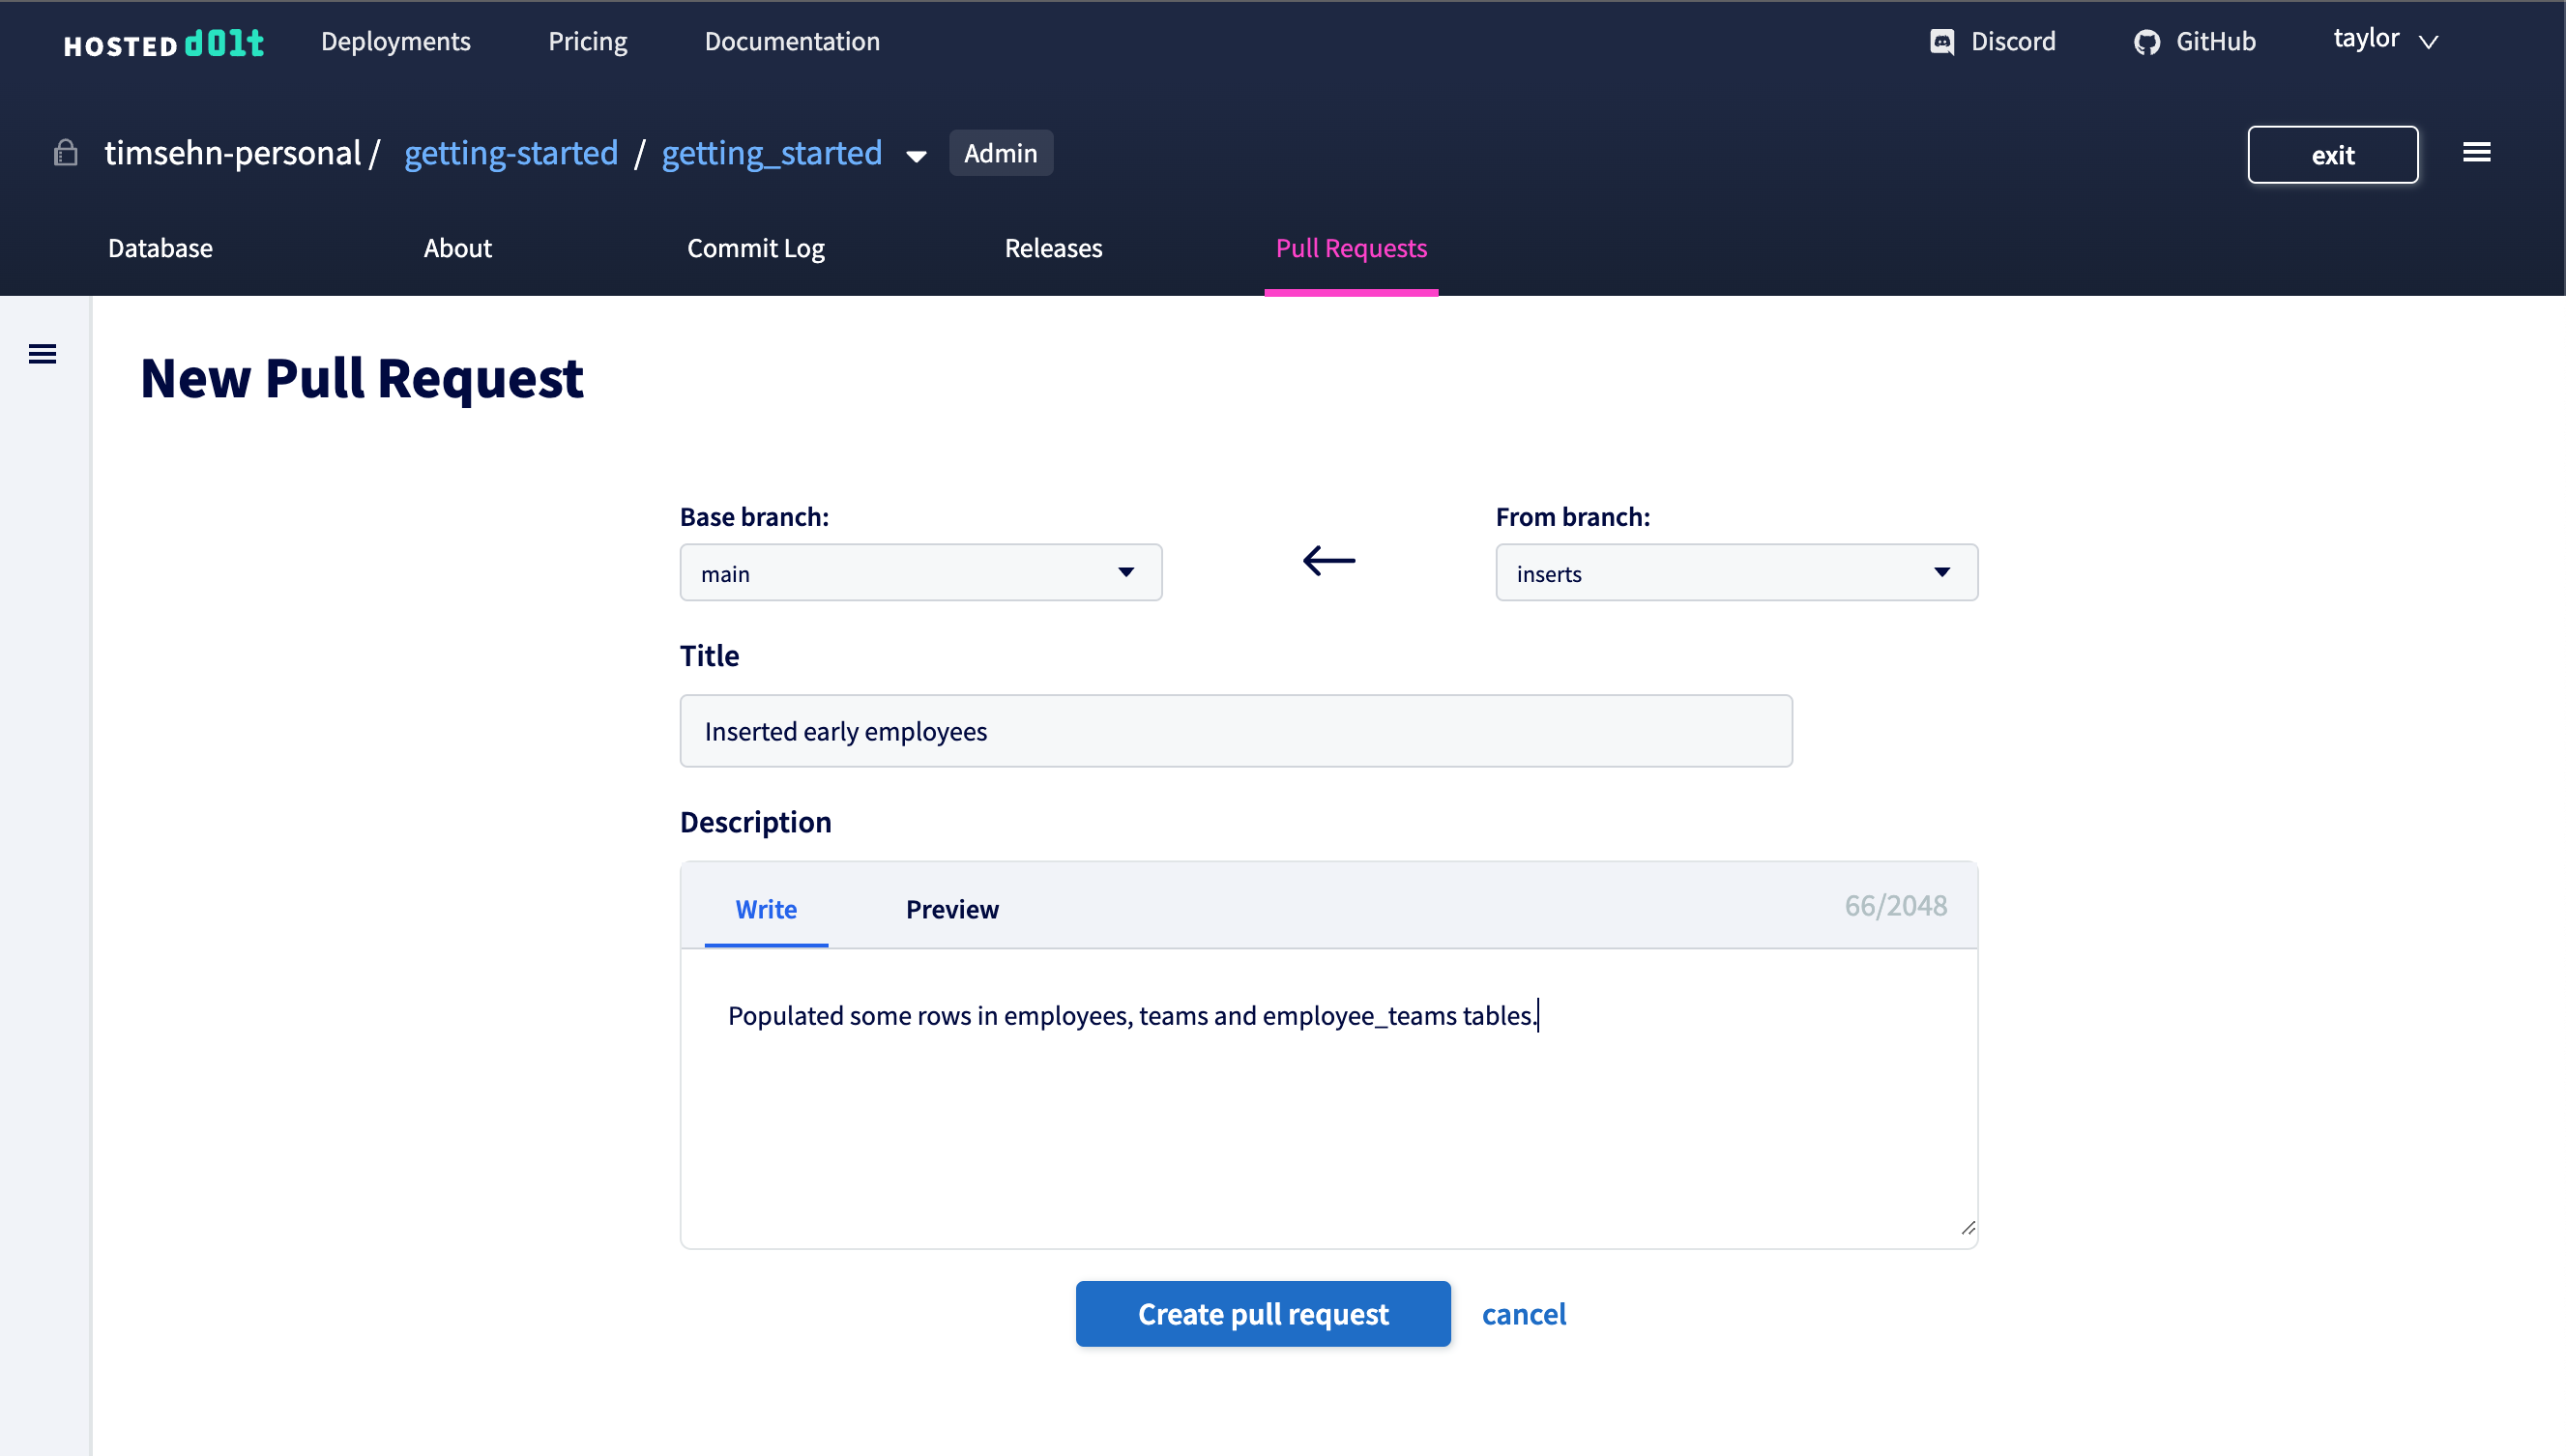 HOSTED d0lt Deployments Pricing Documentation Discord GitHub taylor
timsehn-personal / getting-started / getting_started Admin exit
Database About Commit Log Releases Pull Requests
New Pull Request
Base branch: From branch:
main inserts
Title
Inserted early employees
Description
Write Preview 66/2048
Populated some rows in employees, teams and employee_teams tables.
Create pull request cancel